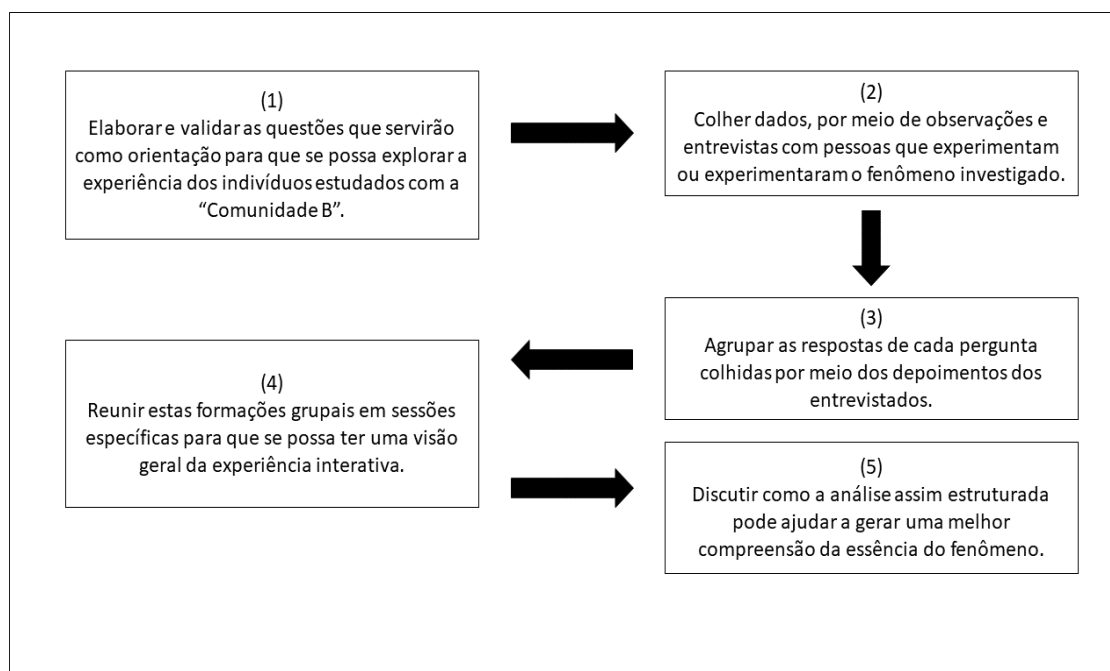 (1)
Elaborar e validar as questões que servirão
como orientação para que se possa explorar a
experiência dos indivíduos estudados com a
“Comunidade B”.
(2)
Colher dados, por meio de observações e
entrevistas com pessoas que experimentam
ou experimentaram o fenômeno investigado.
(3)
Agrupar as respostas de cada pergunta
colhidas por meio dos depoimentos dos
entrevistados.
(4)
Reunir estas formações grupais em sessões
específicas para que se possa ter uma visão
geral da experiência interativa.
(5)
Discutir como a análise assim estruturada
pode ajudar a gerar uma melhor
compreensão da essência do fenômeno.